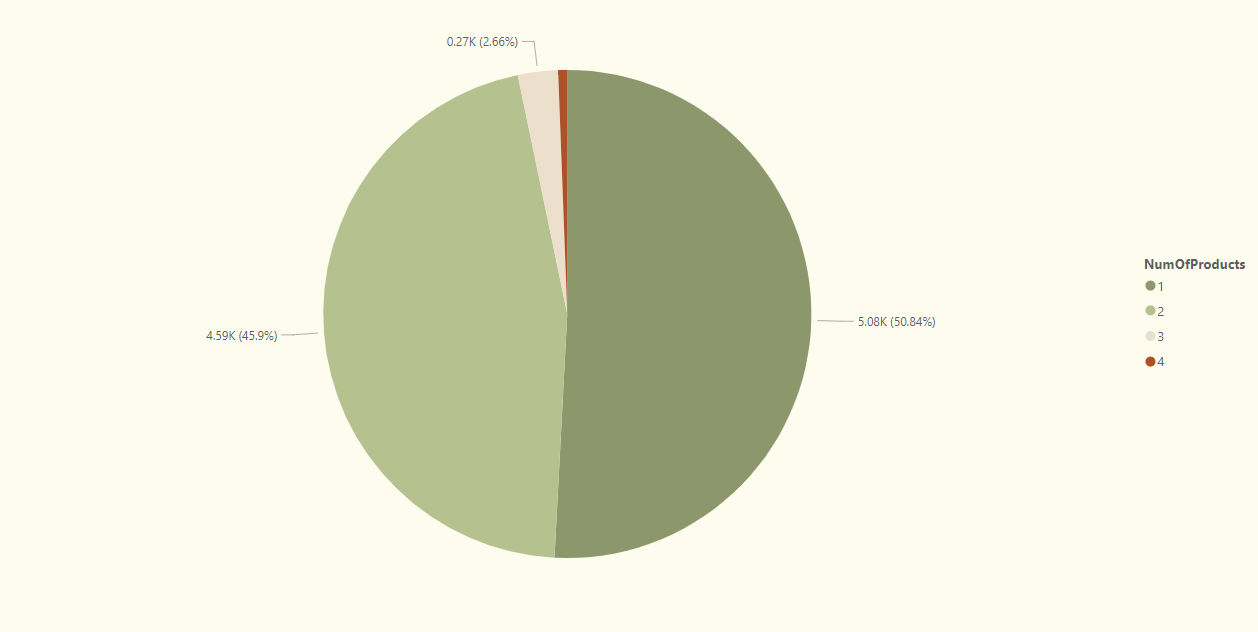 0.27K (2.66%)
4.59K (45.9%)
5.08K (50.84%)
NumOfProducts
1
2
3
4